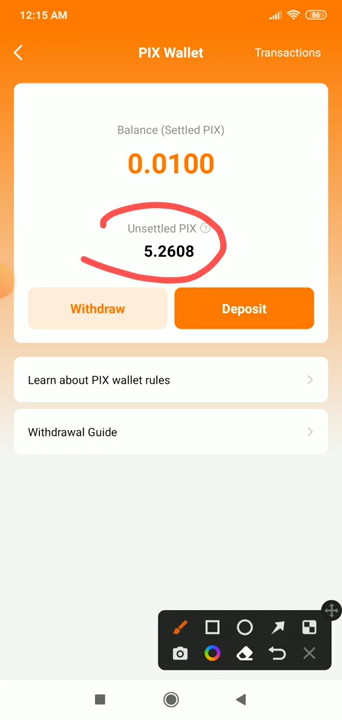 12:15 AM
86
PIX Wallet
Transactions
Balance (Settled PIX)
0.0100
Unsettled PIX ?
5.2608
Withdraw
Deposit
Learn about PIX wallet rules
Withdrawal Guide